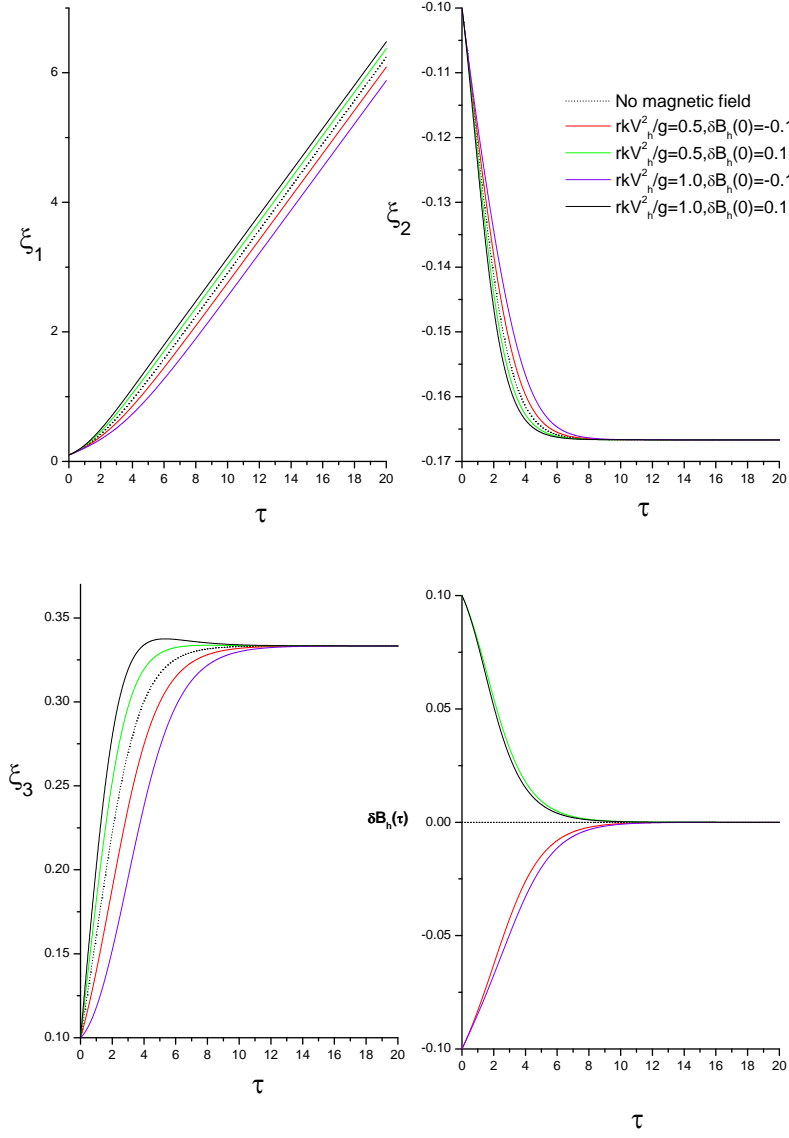 6
4
2
0
ξ1
0 2 4 6 8 10 12 14 16 18 20
τ
-0.10
-0.11
-0.12
-0.13
-0.14
-0.15
-0.16
-0.17
ξ2
No magnetic field
rkV²h/g=0.5,δBh(0)=-0.1
rkV²h/g=0.5,δBh(0)=0.1
rkV²h/g=1.0,δBh(0)=-0.1
rkV²h/g=1.0,δBh(0)=0.1
0 2 4 6 8 10 12 14 16 18 20
τ
0.35
0.30
0.25
0.20
0.15
0.10
ξ3
0 2 4 6 8 10 12 14 16 18 20
τ
0.10
0.05
0.00
-0.05
-0.10
δBh(τ)
0 2 4 6 8 10 12 14 16 18 20
τ